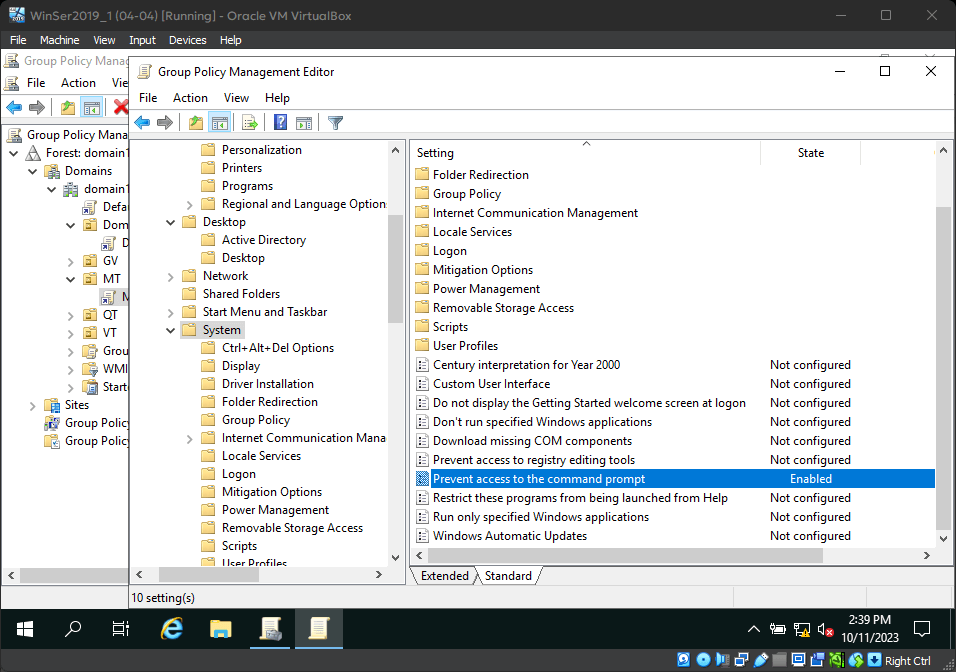 WinSer2019_1 (04-04) [Running] - Oracle VM VirtualBox
File Machine View Input Devices Help
Group Policy Mana
File Action Vie
Group Policy Mana
Forest: domain1
Domains
domain1
Defau
Dom
D
GV
MT
M
QT
VT
Grou
WMI
Starte
Sites
Group Policy
Group Policy
Group Policy Management Editor
File Action View Help
Personalization
Printers
Programs
Regional and Language Option
Desktop
Active Directory
Desktop
Network
Shared Folders
Start Menu and Taskbar
System
Ctrl+Alt+Del Options
Display
Driver Installation
Folder Redirection
Group Policy
Internet Communication Mana
Locale Services
Logon
Mitigation Options
Power Management
Removable Storage Access
Scripts
User Profiles
Setting State
Folder Redirection
Group Policy
Internet Communication Management
Locale Services
Logon
Mitigation Options
Power Management
Removable Storage Access
Scripts
User Profiles
Century interpretation for Year 2000 Not configured
Custom User Interface Not configured
Do not display the Getting Started welcome screen at logon Not configured
Don't run specified Windows applications Not configured
Download missing COM components Not configured
Prevent access to registry editing tools Not configured
Prevent access to the command prompt Enabled
Restrict these programs from being launched from Help Not configured
Run only specified Windows applications Not configured
Windows Automatic Updates Not configured
Extended Standard
10 setting(s)
2:39 PM
10/11/2023
Right Ctrl